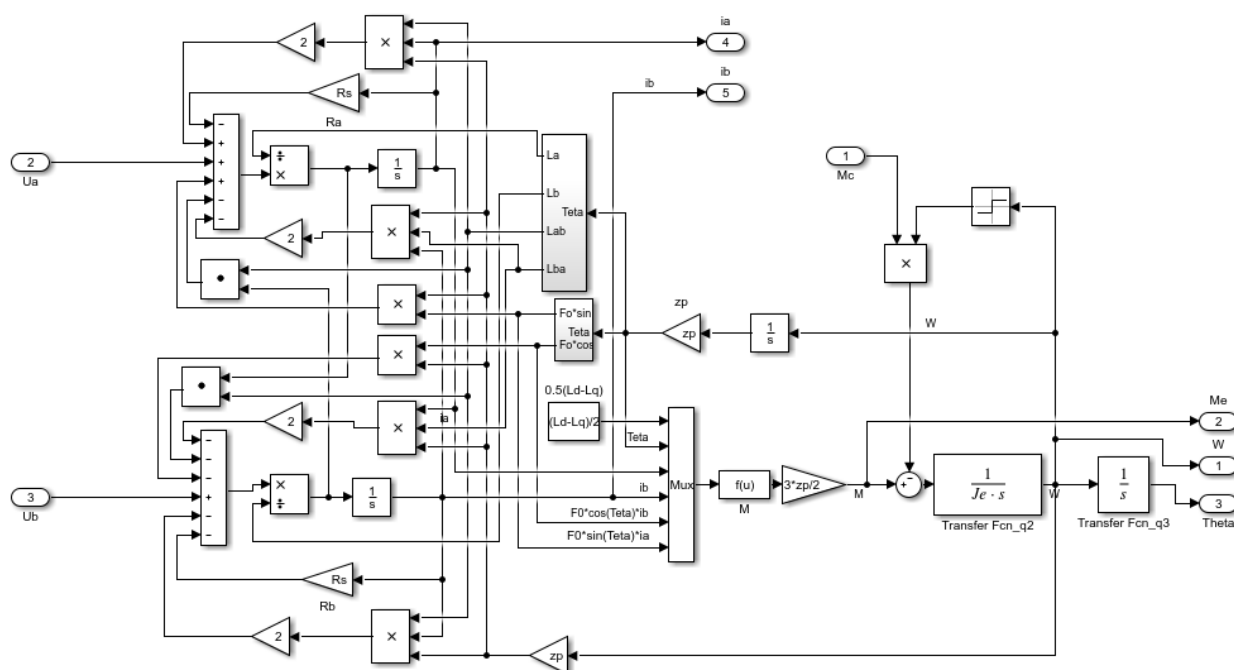 ia
4
2
×
ib
5
ib
Rs
Ra
−
+
+
+
−
−
2
Ua
÷
×
1
s
La
Lb
Teta
Lab
Lba
1
Mc
×
2
×
•
×
Fo*sin
Teta
Fo*cos
zp
zp
1
s
W
×
•
0.5(Ld-Lq)
(Ld-Lq)/2
2
×
ia
Teta
Me
2
−
−
−
+
−
−
3
Ub
×
÷
1
s
ib
Mux
f(u)
M
3*zp/2
M
+
−
1
Je · s
Transfer Fcn_q2
W
1
s
Transfer Fcn_q3
W
1
3
Theta
F0*cos(Teta)*ib
F0*sin(Teta)*ia
Rs
Rb
2
×
zp